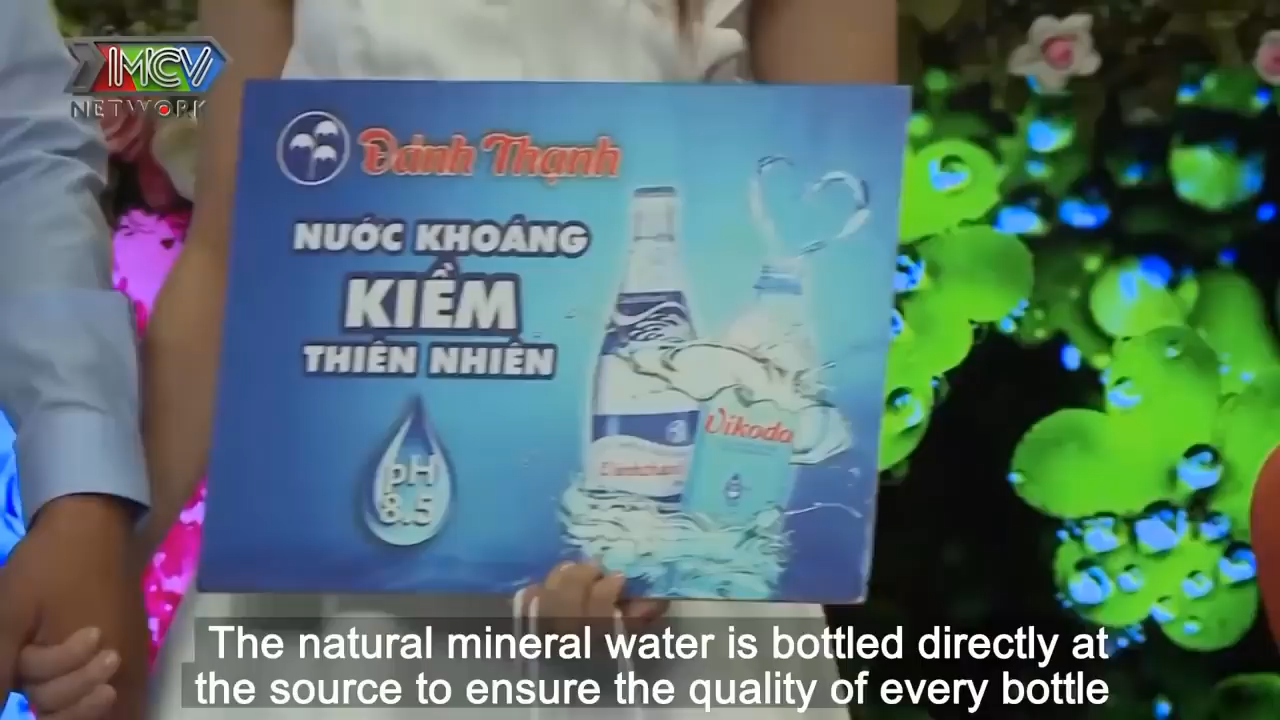 MCV
NETWORK
Đảnh Thạnh
NƯỚC KHOÁNG
KIỀM
THIÊN NHIÊN
pH
8.5
Vikoda
The natural mineral water is bottled directly at
the source to ensure the quality of every bottle